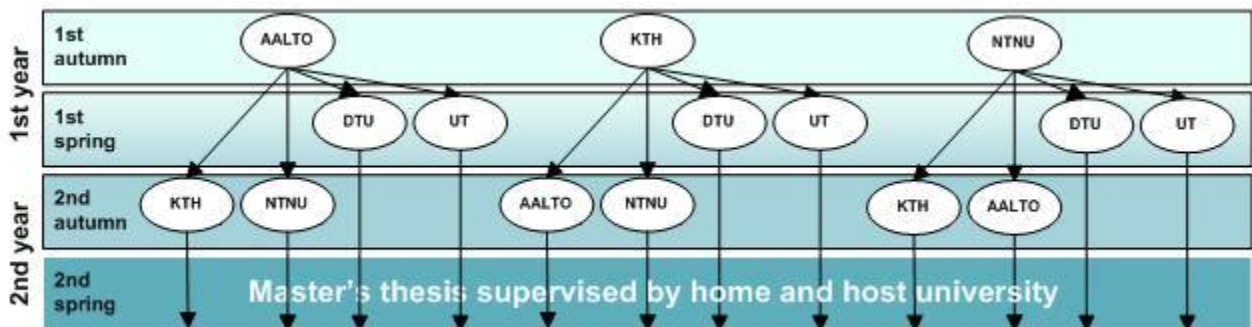 1st year
1st
autumn
AALTO
KTH
NTNU
1st
spring
DTU
UT
DTU
UT
DTU
UT
2nd year
2nd
autumn
KTH
NTNU
AALTO
NTNU
KTH
AALTO
2nd
spring
Master's thesis supervised by home and host university